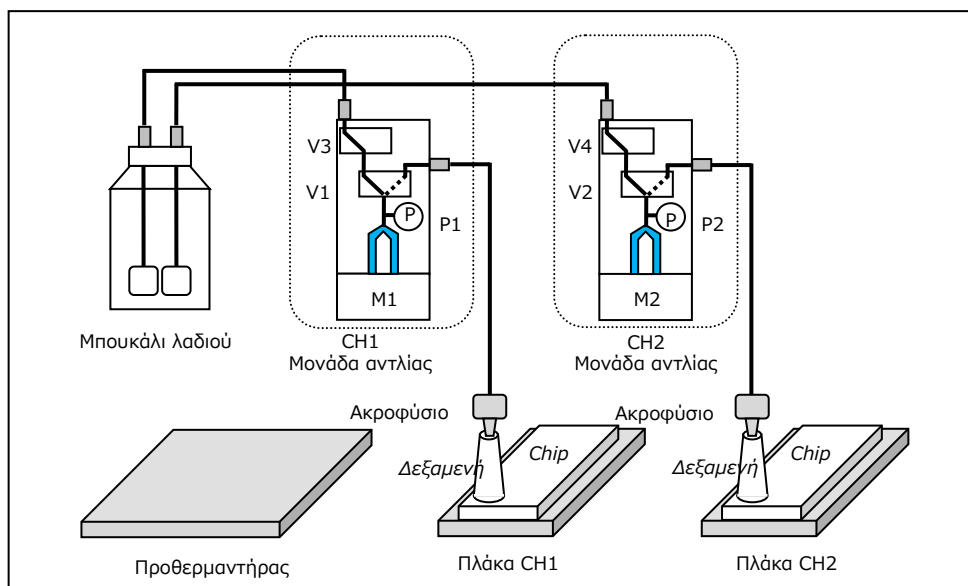 V3
V4
V1
V2
P
P1
P
P2
M1
M2
Μπουκάλι λαδιού
CH1
Μονάδα αντλίας
CH2
Μονάδα αντλίας
Ακροφύσιο
Ακροφύσιο
Δεξαμενή
Chip
Δεξαμενή
Chip
Προθερμαντήρας
Πλάκα CH1
Πλάκα CH2